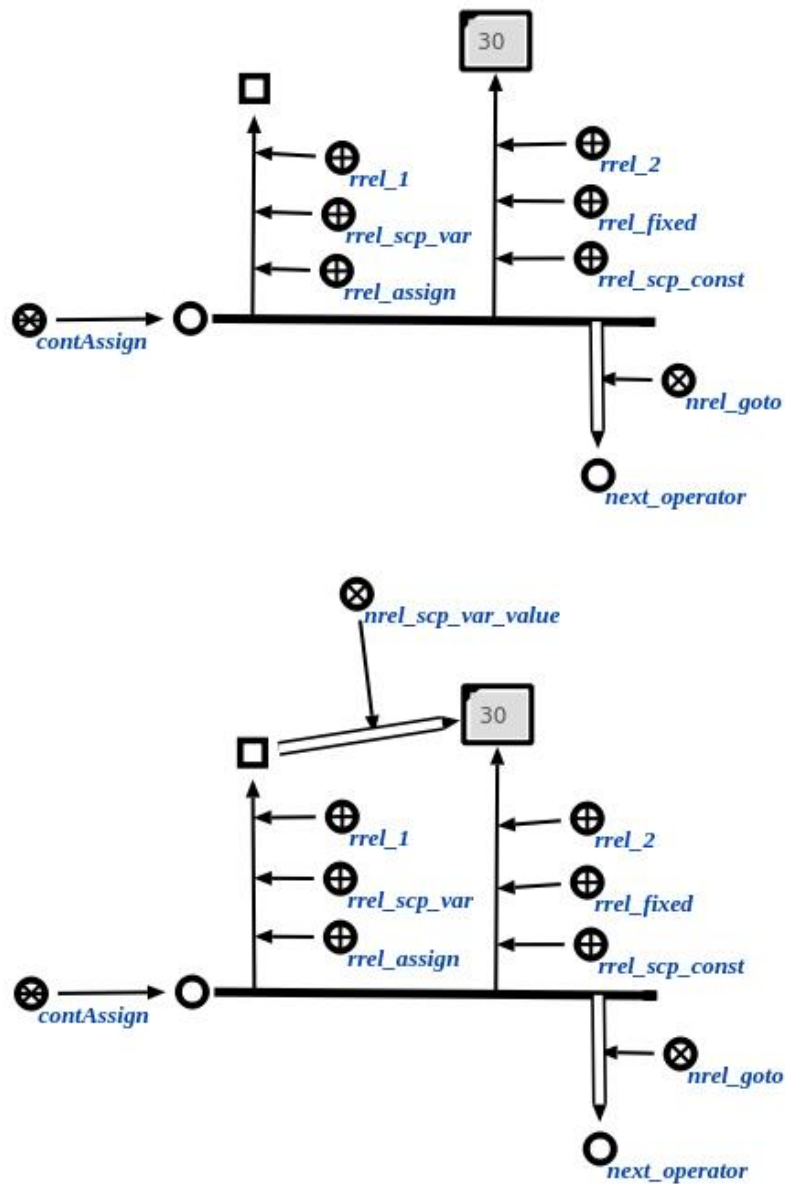 30
rrel_1
rrel_2
rrel_scp_var
rrel_fixed
rrel_assign
rrel_scp_const
contAssign
nrel_goto
next_operator
nrel_scp_var_value
30
rrel_1
rrel_2
rrel_scp_var
rrel_fixed
rrel_assign
rrel_scp_const
contAssign
nrel_goto
next_operator